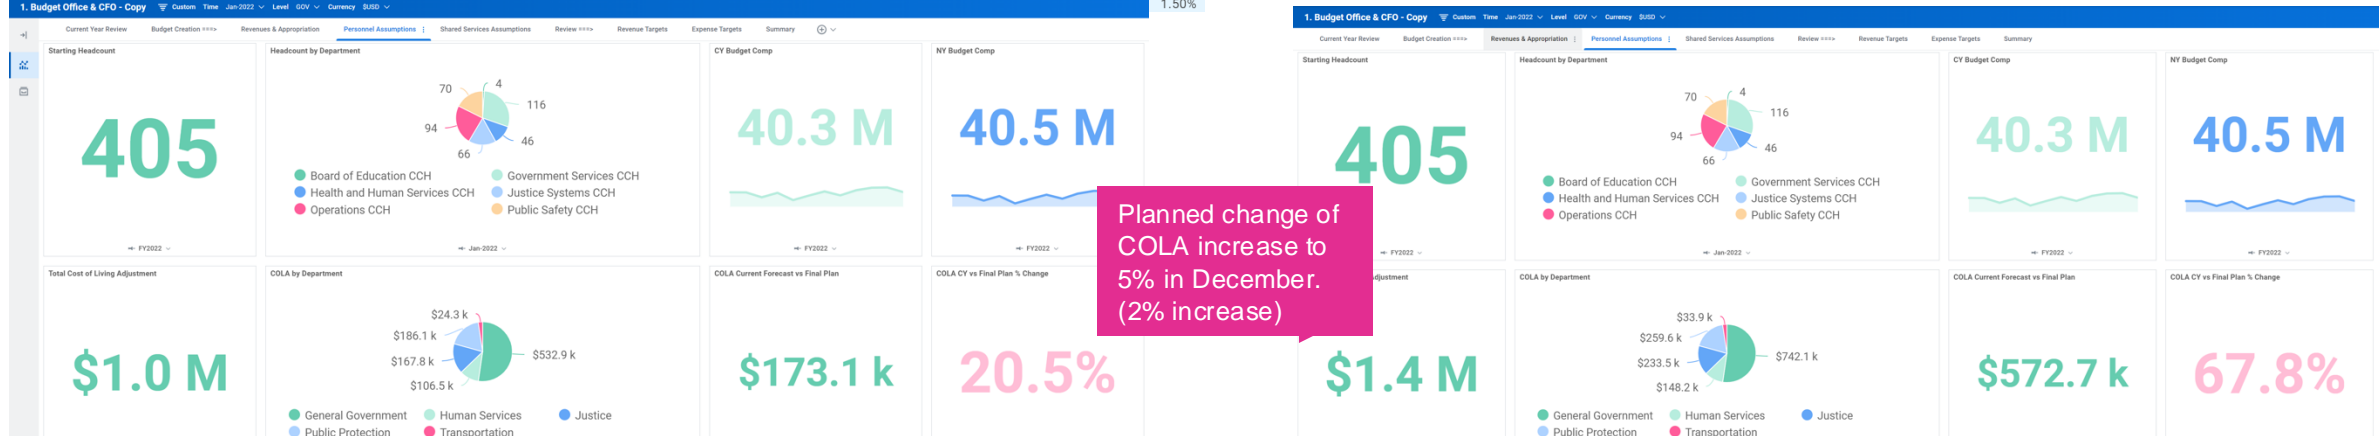 1. Budget Office & CFO - Copy Custom Time Jan-2022 Level GOV Currency $USD
Current Year Review Budget Creation ===> Revenues & Appropriation Personnel Assumptions Shared Services Assumptions Review ===> Revenue Targets Expense Targets Summary
Starting Headcount
405
FY2022
Headcount by Department
4
70
116
94
46
66
Board of Education CCH Government Services CCH
Health and Human Services CCH Justice Systems CCH
Operations CCH Public Safety CCH
Jan-2022
CY Budget Comp
40.3 M
FY2022
NY Budget Comp
40.5 M
FY2022
Total Cost of Living Adjustment
$1.0 M
COLA by Department
$24.3 k
$186.1 k
$167.8 k
$532.9 k
$106.5 k
General Government Human Services Justice
Public Protection Transportation
COLA Current Forecast vs Final Plan
$173.1 k
COLA CY vs Final Plan % Change
20.5%
1.50%
Planned change of
COLA increase to
5% in December.
(2% increase)
1. Budget Office & CFO - Copy Custom Time Jan-2022 Level GOV Currency $USD
Current Year Review Budget Creation ===> Revenues & Appropriation Personnel Assumptions Shared Services Assumptions Review ===> Revenue Targets Expense Targets Summary
Starting Headcount
405
FY2022
Headcount by Department
4
70
116
94
46
66
Board of Education CCH Government Services CCH
Health and Human Services CCH Justice Systems CCH
Operations CCH Public Safety CCH
Jan-2022
CY Budget Comp
40.3 M
FY2022
NY Budget Comp
40.5 M
FY2022
djustment
$1.4 M
COLA by Department
$33.9 k
$259.6 k
$233.5 k
$742.1 k
$148.2 k
General Government Human Services Justice
Public Protection Transportation
COLA Current Forecast vs Final Plan
$572.7 k
COLA CY vs Final Plan % Change
67.8%